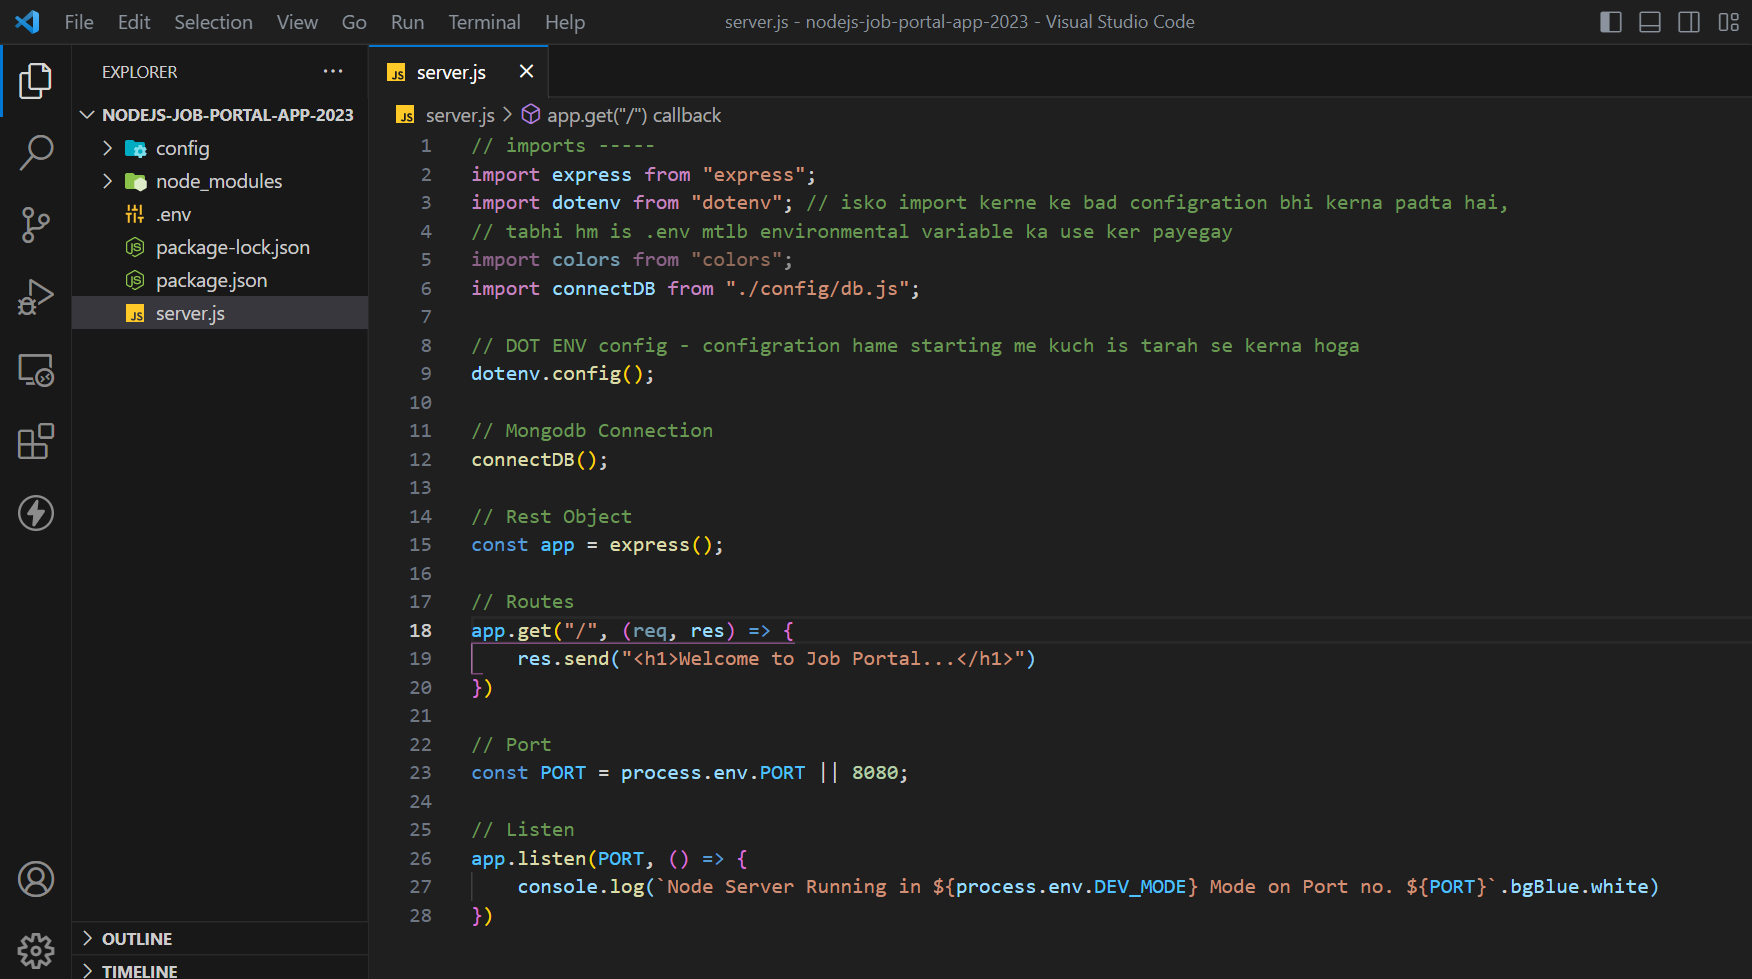 File Edit Selection View Go Run Terminal Help
server.js - nodejs-job-portal-app-2023 - Visual Studio Code
EXPLORER
NODEJS-JOB-PORTAL-APP-2023
config
node_modules
.env
package-lock.json
package.json
JS server.js
OUTLINE
TIMELINE
JS server.js
JS server.js > app.get("/") callback
1 // imports -----
2 import express from "express";
3 import dotenv from "dotenv"; // isko import kerne ke bad configration bhi kerna padta hai,
4 // tabhi hm is .env mtlb environmental variable ka use ker payegay
5 import colors from "colors";
6 import connectDB from "./config/db.js";
7
8 // DOT ENV config - configration hame starting me kuch is tarah se kerna hoga
9 dotenv.config();
10
11 // Mongodb Connection
12 connectDB();
13
14 // Rest Object
15 const app = express();
16
17 // Routes
18 app.get("/", (req, res) => {
19 res.send("<h1>Welcome to Job Portal...</h1>")
20 })
21
22 // Port
23 const PORT = process.env.PORT || 8080;
24
25 // Listen
26 app.listen(PORT, () => {
27 console.log(`Node Server Running in ${process.env.DEV_MODE} Mode on Port no. ${PORT}`.bgBlue.white)
28 })